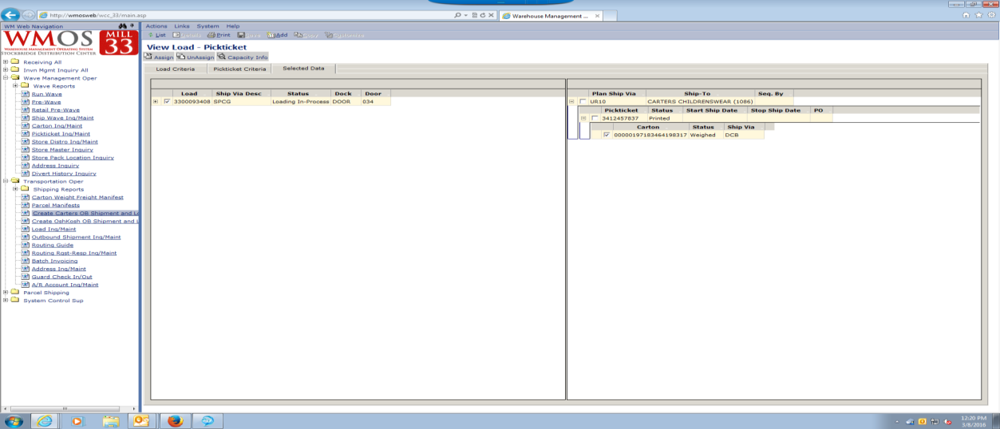 http://wmosweb/wcc_33/main.asp
Warehouse Management ...
WM Web Navigation
WMOS MILL 33
WAREHOUSE MANAGEMENT OPERATING SYSTEM
STOCKBRIDGE DISTRIBUTION CENTER
Receiving All
Invn Mgmt Inquiry All
Wave Management Oper
Wave Reports
Run Wave
Pre-Wave
Retail Pre-Wave
Ship Wave Inq/Maint
Carton Inq/Maint
Pickticket Inq/Maint
Store Distro Inq/Maint
Store Master Inquiry
Store Pack Location Inquiry
Address Inquiry
Divert History Inquiry
Transportation Oper
Shipping Reports
Carton Weight Freight Manifest
Parcel Manifests
Create Carters OB Shipment and L
Create OshKosh OB Shipment and L
Load Inq/Maint
Outbound Shipment Inq/Maint
Routing Guide
Routing Rqst-Resp Inq/Maint
Batch Invoicing
Address Inq/Maint
Guard Check In/Out
A/R Account Inq/Maint
Parcel Shipping
System Control Sup
Actions Links System Help
List Details Print Save Add Copy Customize
View Load - Pickticket
Assign UnAssign Capacity Info
Load Criteria Pickticket Criteria Selected Data
Load Ship Via Desc Status Dock Door
3300093408 SPCG Loading In-Process DOOR 034
Plan Ship Via Ship-To Seq. By
UR10 CARTERS CHILDRENSWEAR (1086)
Pickticket Status Start Ship Date Stop Ship Date PO
3412457837 Printed
Carton Status Ship Via
00000197183464198317 Weighed DCB
12:20 PM
3/8/2016